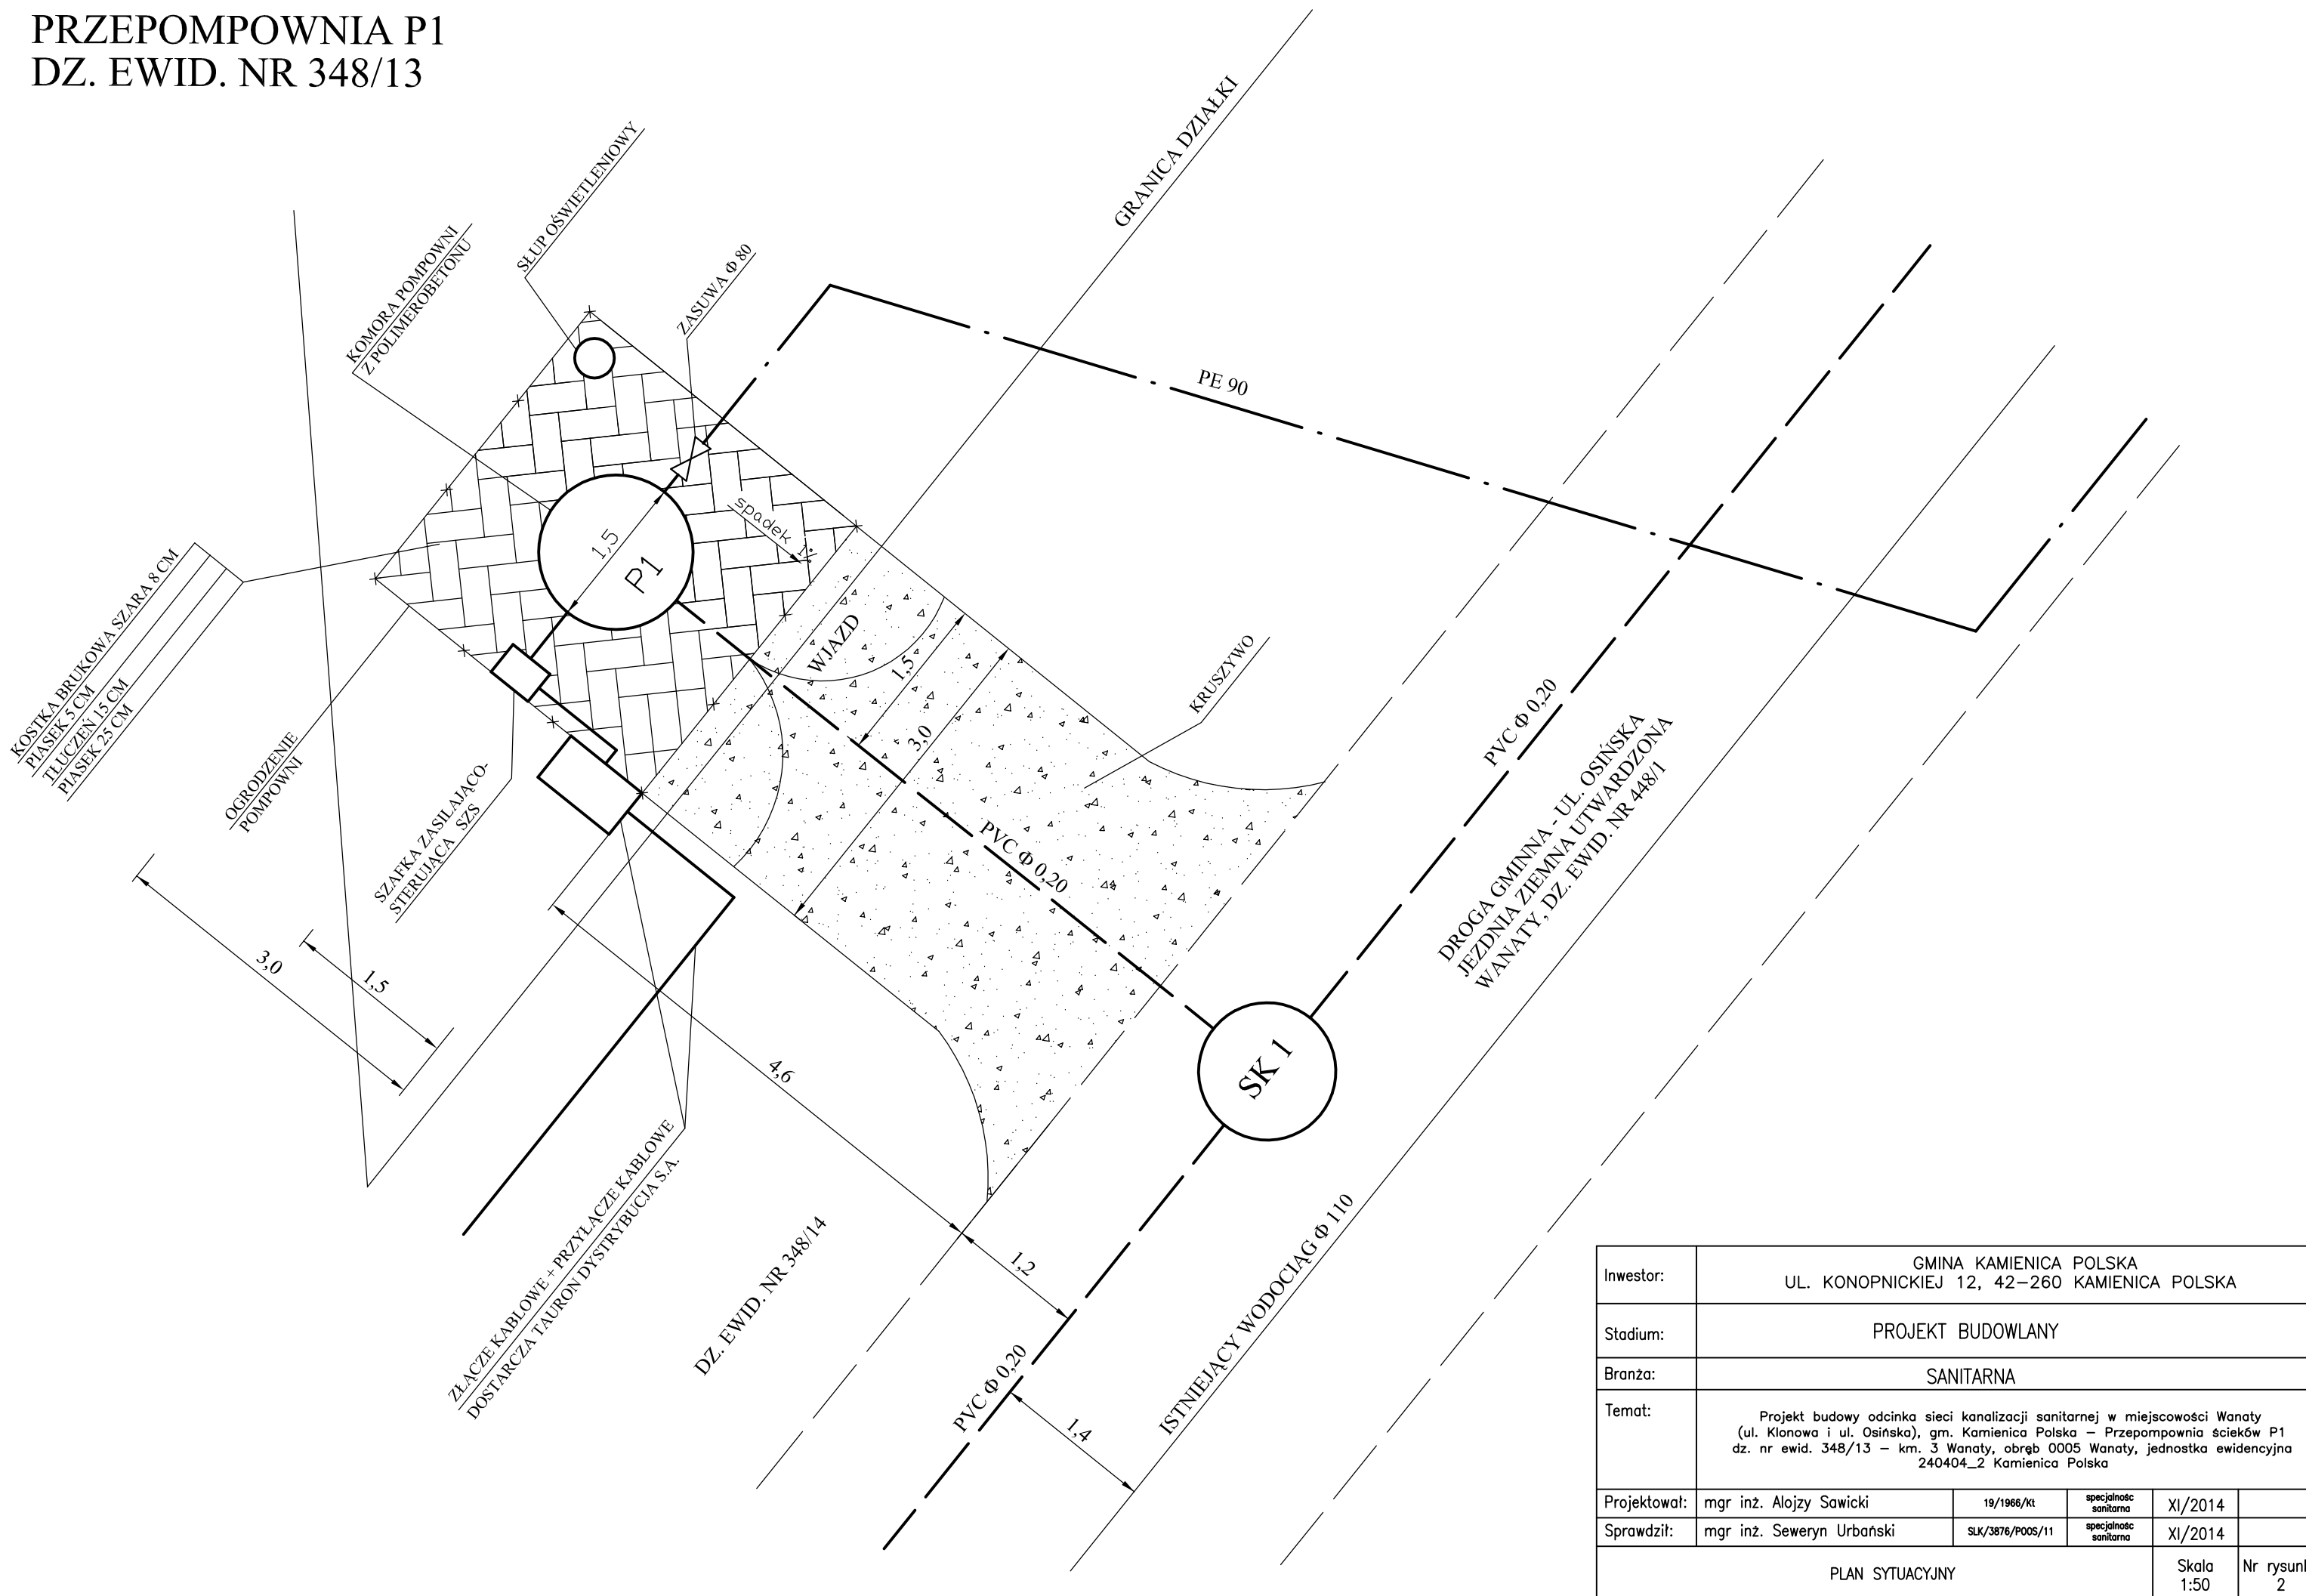 PRZEPOMPOWNIA P1
DZ. EWID. NR 348/13
SŁUP OŚWIETLENIOWY
KOMORA POMPOWNI
Z POLIMEROBETONU
ZASUWA Φ 80
GRANICA DZIAŁKI
PE 90
1,5
P1
spadek 1%
WJAZD
1,5
3,0
KRUSZYWO
KOSTKA BRUKOWA SZARA 8 CM
PIASEK 5 CM
TŁUCZEŃ 15 CM
PIASEK 25 CM
OGRODZENIE
POMPOWNI
SZAFKA ZASILAJĄCO-
STERUJĄCA SZS
PVC Φ 0,20
PVC Φ 0,20
DROGA GMINNA - UL. OSIŃSKA
JEZDNIA ZIEMNA UTWARDZONA
WANATY, DZ. EWID. NR 448/1
3,0
1,5
4,6
SK 1
ZŁĄCZE KABLOWE + PRZYŁĄCZE KABLOWE
DOSTARCZA TAURON DYSTRYBUCJA S.A.
DZ. EWID. NR 348/14
1,2
PVC Φ 0,20
1,4
ISTNIEJĄCY WODOCIĄG Φ 110
Inwestor:
GMINA KAMIENICA POLSKA
UL. KONOPNICKIEJ 12, 42-260 KAMIENICA POLSKA
Stadium:
PROJEKT BUDOWLANY
Branża:
SANITARNA
Temat:
Projekt budowy odcinka sieci kanalizacji sanitarnej w miejscowości Wanaty
(ul. Klonowa i ul. Osińska), gm. Kamienica Polska – Przepompownia ścieków P1
dz. nr ewid. 348/13 – km. 3 Wanaty, obręb 0005 Wanaty, jednostka ewidencyjna
240404_2 Kamienica Polska
Projektował: mgr inż. Alojzy Sawicki 19/1966/Kt specjalność sanitarna XI/2014
Sprawdził: mgr inż. Seweryn Urbański SLK/3876/POOS/11 specjalność sanitarna XI/2014
PLAN SYTUACYJNY
Skala
1:50
Nr rysun
2